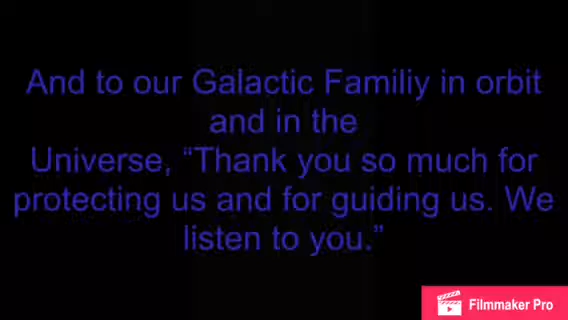 And to our Galactic Familiy in orbit
and in the
Universe, “Thank you so much for
protecting us and for guiding us. We
listen to you.”
Filmmaker Pro